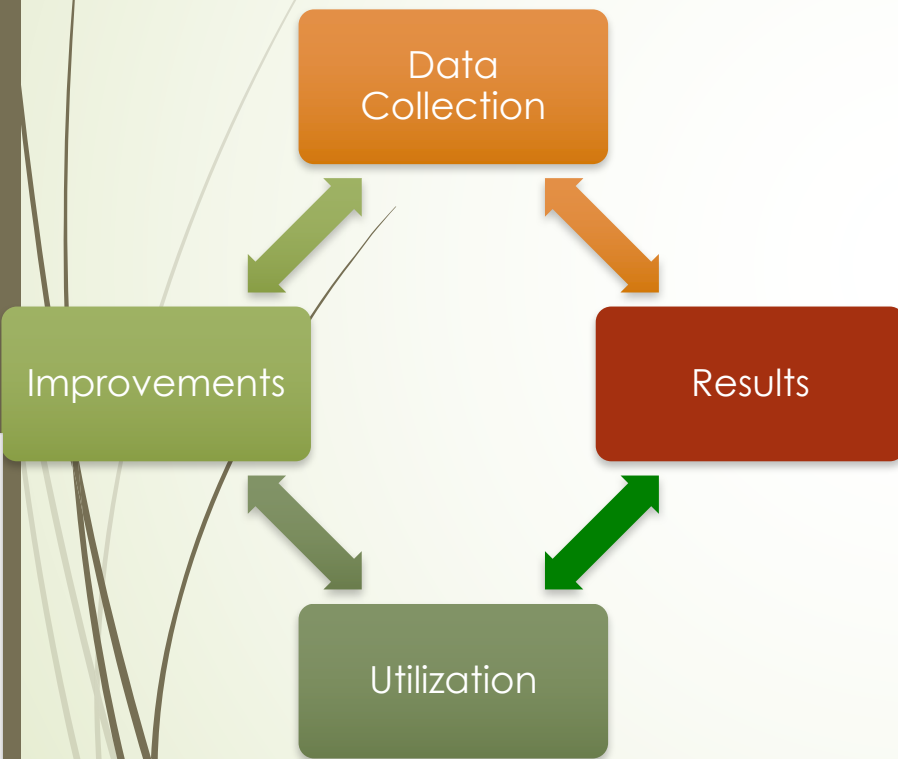 Data
Collection
Improvements
Results
Utilization